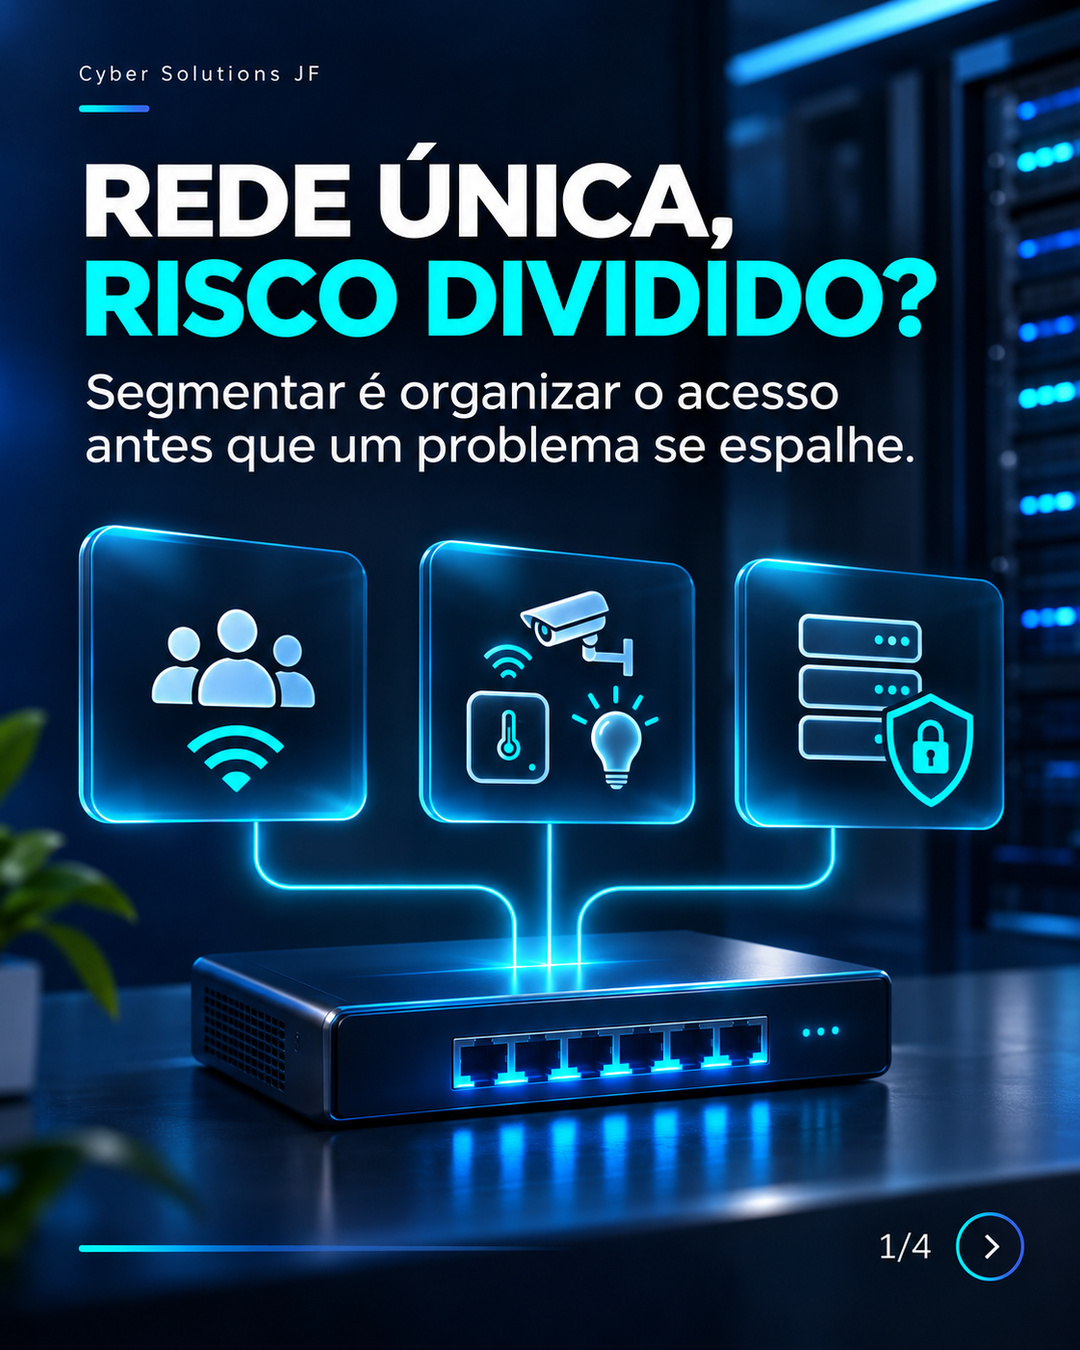 Cyber Solutions JF
REDE ÚNICA,
RISCO DIVIDIDO?
Segmentar é organizar o acesso
antes que um problema se espalhe.
1/4